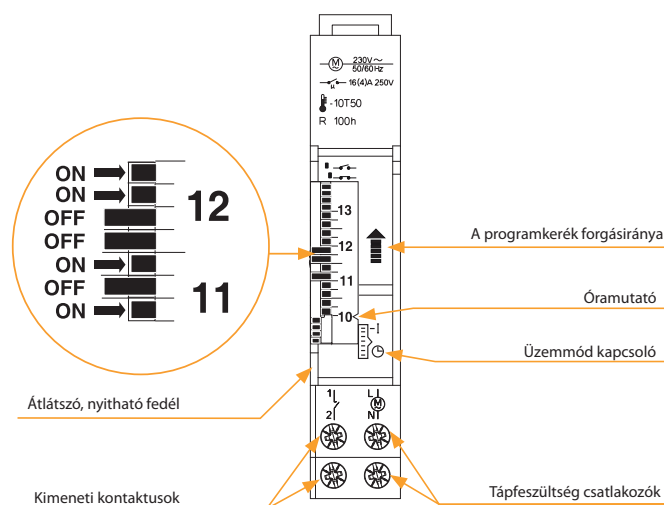 M 230V~
50/60Hz
μ 16(4)A 250V
-10T50
R 100h
ON
ON
OFF
OFF
ON
OFF
ON
12
11
13
12
11
10
I
A programkerék forgásiránya
Óramutató
Üzemmód kapcsoló
Átlátszó, nyitható fedél
1
2
L
M
N
Kimeneti kontaktusok
Tápfeszültség csatlakozók